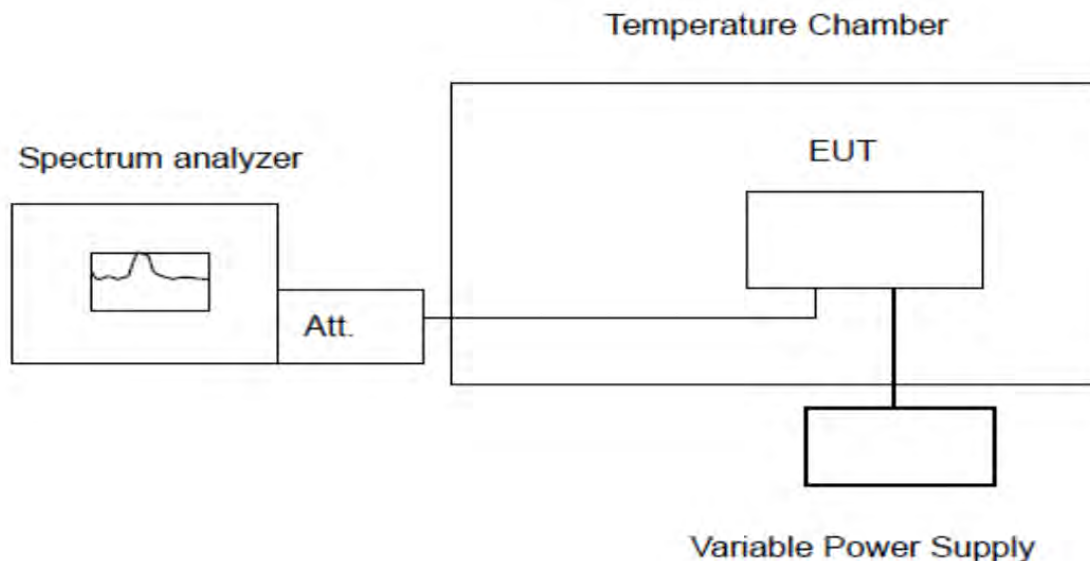 Temperature Chamber
Spectrum analyzer
EUT
Att.
Variable Power Supply